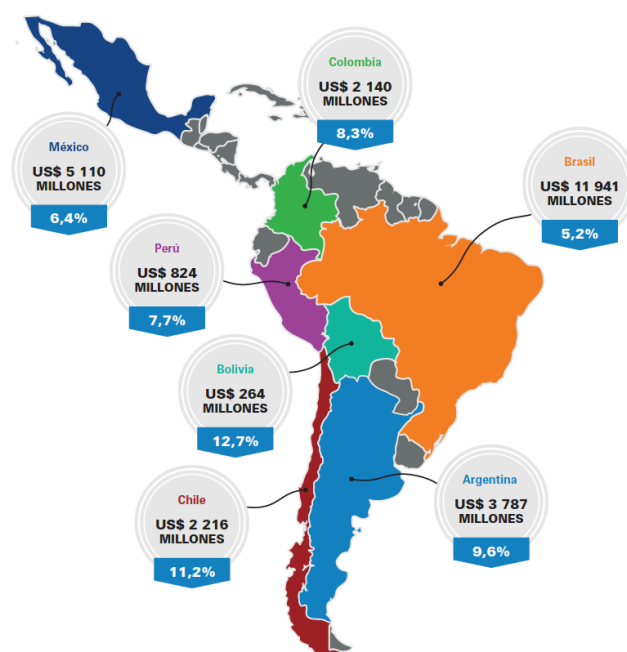 Colombia
US$ 2 140
MILLONES
8,3%
México
US$ 5 110
MILLONES
6,4%
Brasil
US$ 11 941
MILLONES
5,2%
Perú
US$ 824
MILLONES
7,7%
Bolivia
US$ 264
MILLONES
12,7%
Chile
US$ 2 216
MILLONES
11,2%
Argentina
US$ 3 787
MILLONES
9,6%